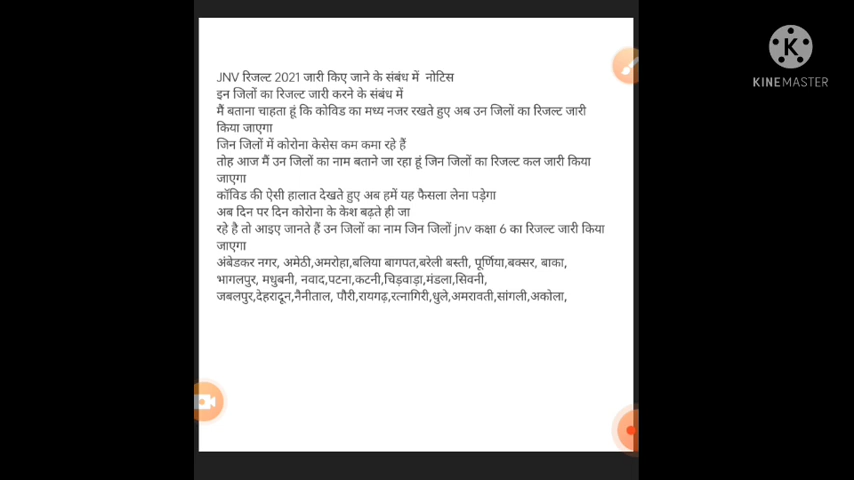 JNV रिजल्ट 2021 जारी किए जाने के संबंध में नोटिस
इन जिलों का रिजल्ट जारी करने के संबंध में
मैं बताना चाहता हूं कि कोविड का मध्य नजर रखते हुए अब उन जिलों का रिजल्ट जारी
किया जाएगा
जिन जिलों में कोरोना केसेस कम कमा रहे हैं
तोह आज मैं उन जिलों का नाम बताने जा रहा हूं जिन जिलों का रिजल्ट कल जारी किया
जाएगा
कॉविड की ऐसी हालात देखते हुए अब हमें यह फैसला लेना पड़ेगा
अब दिन पर दिन कोरोना के केश बढ़ते ही जा
रहे है तो आइए जानते हैं उन जिलों का नाम जिन जिलों jnv कक्षा 6 का रिजल्ट जारी किया
जाएगा
अंबेडकर नगर, अमेठी,अमरोहा,बलिया बागपत,बरेली बस्ती, पूर्णिया,बक्सर, बाका,
भागलपुर, मधुबनी, नवाद,पटना,कटनी,चिड़वाड़ा,मंडला,सिवनी,
जबलपुर,देहरादून,नैनीताल, पौरी,रायगढ़,रत्नागिरी,धुले,अमरावती,सांगली,अकोला,
K
KINEMASTER